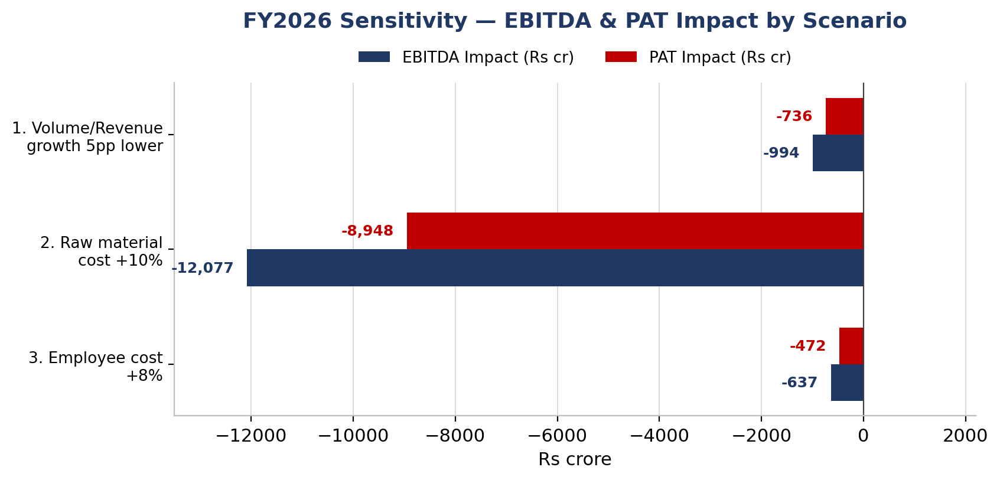 FY2026 Sensitivity — EBITDA & PAT Impact by Scenario
EBITDA Impact (Rs cr)
PAT Impact (Rs cr)
1. Volume/Revenue
growth 5pp lower
-736
-994
2. Raw material
cost +10%
-8,948
-12,077
3. Employee cost
+8%
-472
-637
−12000 −10000 −8000 −6000 −4000 −2000 0 2000
Rs crore